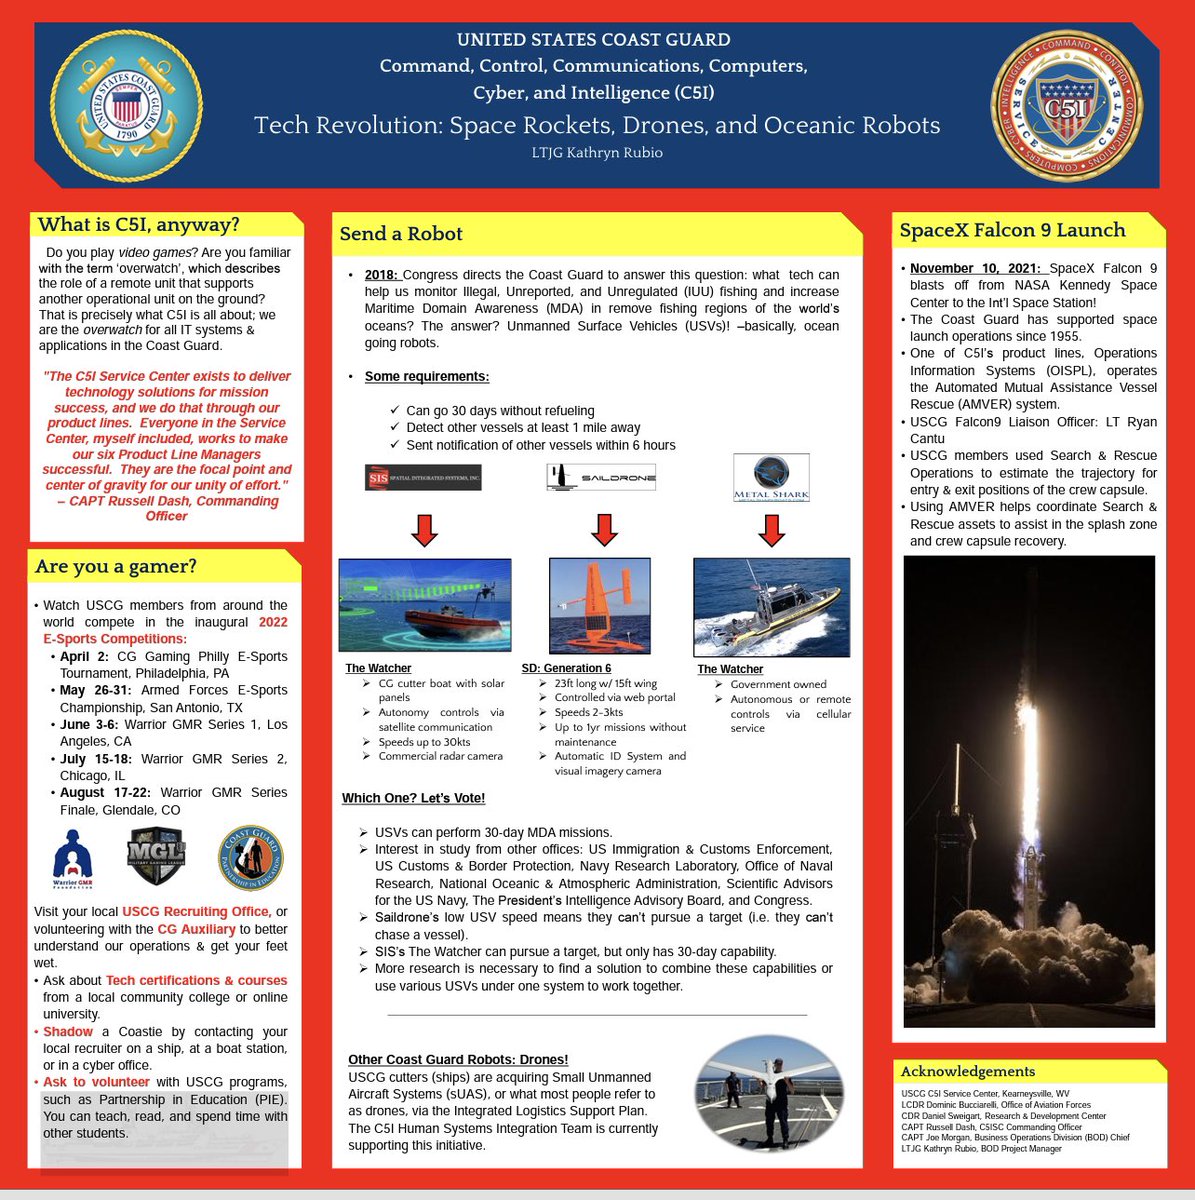 UNITED STATES COAST GUARD
Command, Control, Communications, Computers,
Cyber, and Intelligence (C5I)
Tech Revolution: Space Rockets, Drones, and Oceanic Robots
LTJG Kathryn Rubio
UNITED STATES COAST GUARD
1790
INTELLIGENCE • COMMAND • CONTROL • COMMUNICATIONS • COMPUTERS • CYBER
SERVICE CENTER
C5I
What is C5I, anyway?
Do you play video games? Are you familiar
with the term ‘overwatch’, which describes
the role of a remote unit that supports
another operational unit on the ground?
That is precisely what C5I is all about; we
are the overwatch for all IT systems &
applications in the Coast Guard.
"The C5I Service Center exists to deliver
technology solutions for mission
success, and we do that through our
product lines. Everyone in the Service
Center, myself included, works to make
our six Product Line Managers
successful. They are the focal point and
center of gravity for our unity of effort."
– CAPT Russell Dash, Commanding
Officer
Are you a gamer?
• Watch USCG members from around the
world compete in the inaugural 2022
E-Sports Competitions:
• April 2: CG Gaming Philly E-Sports
Tournament, Philadelphia, PA
• May 26-31: Armed Forces E-Sports
Championship, San Antonio, TX
• June 3-6: Warrior GMR Series 1, Los
Angeles, CA
• July 15-18: Warrior GMR Series 2,
Chicago, IL
• August 17-22: Warrior GMR Series
Finale, Glendale, CO
Warrior GMR
Foundation
MGL
MILITARY GAMING LEAGUE
COAST GUARD
PARTNERSHIP IN EDUCATION
Visit your local USCG Recruiting Office, or
volunteering with the CG Auxiliary to better
understand our operations & get your feet
wet.
• Ask about Tech certifications & courses
from a local community college or online
university.
• Shadow a Coastie by contacting your
local recruiter on a ship, at a boat station,
or in a cyber office.
• Ask to volunteer with USCG programs,
such as Partnership in Education (PIE).
You can teach, read, and spend time with
other students.
Send a Robot
• 2018: Congress directs the Coast Guard to answer this question: what tech can
help us monitor Illegal, Unreported, and Unregulated (IUU) fishing and increase
Maritime Domain Awareness (MDA) in remove fishing regions of the world’s
oceans? The answer? Unmanned Surface Vehicles (USVs)! –basically, ocean
going robots.
• Some requirements:
✓ Can go 30 days without refueling
✓ Detect other vessels at least 1 mile away
✓ Sent notification of other vessels within 6 hours
SIS SPATIAL INTEGRATED SYSTEMS, INC.
SAILDRONE
METAL SHARK
The Watcher
➢ CG cutter boat with solar
panels
➢ Autonomy controls via
satellite communication
➢ Speeds up to 30kts
➢ Commercial radar camera
SD: Generation 6
➢ 23ft long w/ 15ft wing
➢ Controlled via web portal
➢ Speeds 2-3kts
➢ Up to 1yr missions without
maintenance
➢ Automatic ID System and
visual imagery camera
The Watcher
➢ Government owned
➢ Autonomous or remote
controls via cellular
service
Which One? Let’s Vote!
➢ USVs can perform 30-day MDA missions.
➢ Interest in study from other offices: US Immigration & Customs Enforcement,
US Customs & Border Protection, Navy Research Laboratory, Office of Naval
Research, National Oceanic & Atmospheric Administration, Scientific Advisors
for the US Navy, The President’s Intelligence Advisory Board, and Congress.
➢ Saildrone’s low USV speed means they can’t pursue a target (i.e. they can’t
chase a vessel).
➢ SIS’s The Watcher can pursue a target, but only has 30-day capability.
➢ More research is necessary to find a solution to combine these capabilities or
use various USVs under one system to work together.
Other Coast Guard Robots: Drones!
USCG cutters (ships) are acquiring Small Unmanned
Aircraft Systems (sUAS), or what most people refer to
as drones, via the Integrated Logistics Support Plan.
The C5I Human Systems Integration Team is currently
supporting this initiative.
SpaceX Falcon 9 Launch
• November 10, 2021: SpaceX Falcon 9
blasts off from NASA Kennedy Space
Center to the Int’l Space Station!
• The Coast Guard has supported space
launch operations since 1955.
• One of C5I’s product lines, Operations
Information Systems (OISPL), operates
the Automated Mutual Assistance Vessel
Rescue (AMVER) system.
• USCG Falcon9 Liaison Officer: LT Ryan
Cantu
• USCG members used Search & Rescue
Operations to estimate the trajectory for
entry & exit positions of the crew capsule.
• Using AMVER helps coordinate Search &
Rescue assets to assist in the splash zone
and crew capsule recovery.
Acknowledgements
USCG C5I Service Center, Kearneysville, WV
LCDR Dominic Bucciarelli, Office of Aviation Forces
CDR Daniel Sweigart, Research & Development Center
CAPT Russell Dash, C5ISC Commanding Officer
CAPT Joe Morgan, Business Operations Division (BOD) Chief
LTJG Kathryn Rubio, BOD Project Manager